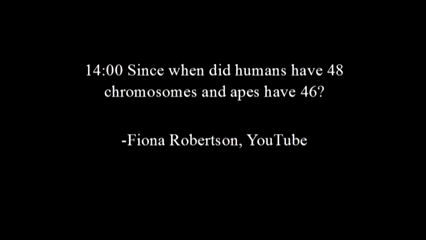 14:00 Since when did humans have 48
chromosomes and apes have 46?
-Fiona Robertson, YouTube